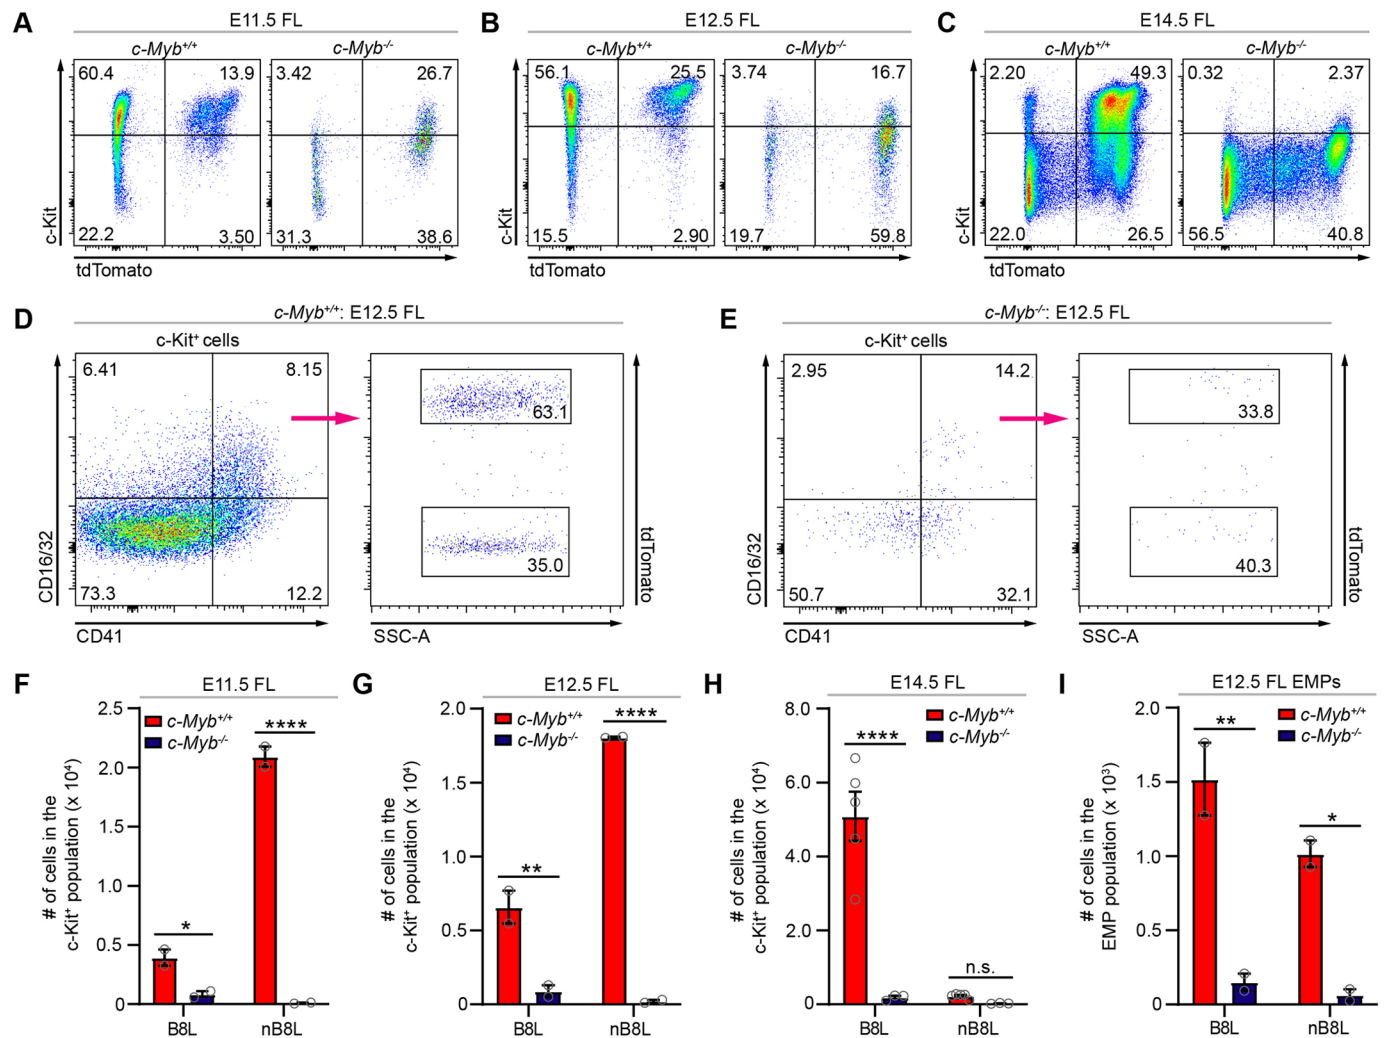 A
E11.5 FL
c-Myb+/+
c-Myb-/-
60.4
13.9
3.42
26.7
22.2
3.50
31.3
38.6
c-Kit
tdTomato
B
E12.5 FL
c-Myb+/+
c-Myb-/-
56.1
25.5
3.74
16.7
15.5
2.90
19.7
59.8
c-Kit
tdTomato
C
E14.5 FL
c-Myb+/+
c-Myb-/-
2.20
49.3
0.32
2.37
22.0
26.5
56.5
40.8
c-Kit
tdTomato
D
c-Myb+/+: E12.5 FL
c-Kit+ cells
6.41
8.15
73.3
12.2
CD16/32
CD41
63.1
35.0
tdTomato
SSC-A
E
c-Myb-/-: E12.5 FL
c-Kit+ cells
2.95
14.2
50.7
32.1
CD16/32
CD41
33.8
40.3
tdTomato
SSC-A
F
E11.5 FL
c-Myb+/+
c-Myb-/-
# of cells in the
c-Kit+ population (x 10⁴)
2.5
2.0
1.5
1.0
0.5
0
*
****
B8L
nB8L
G
E12.5 FL
c-Myb+/+
c-Myb-/-
# of cells in the
c-Kit+ population (x 10⁴)
2.0
1.5
1.0
0.5
0
**
****
B8L
nB8L
H
E14.5 FL
c-Myb+/+
c-Myb-/-
# of cells in the
c-Kit+ population (x 10⁴)
8.0
6.0
4.0
2.0
0
****
n.s.
B8L
nB8L
I
E12.5 FL EMPs
c-Myb+/+
c-Myb-/-
# of cells in the
EMP population (x 10³)
2.0
1.5
1.0
0.5
0
**
*
B8L
nB8L